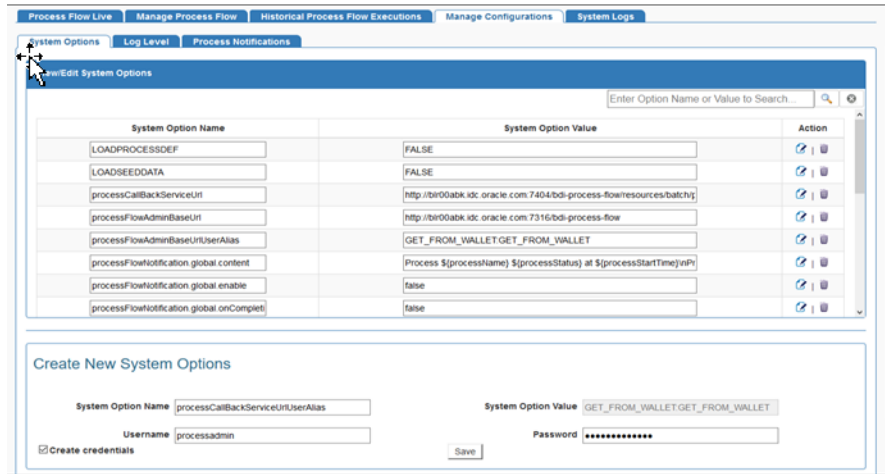 Process Flow Live Manage Process Flow Historical Process Flow Executions Manage Configurations System Logs
System Options Log Level Process Notifications
ew/Edit System Options
Enter Option Name or Value to Search...
System Option Name System Option Value Action
LOADPROCESSDEF FALSE |
LOADSEEDDATA FALSE |
processCallBackServiceUrl http://blr00abk.idc.oracle.com:7404/bdi-process-flow/resources/batch/p |
processFlowAdminBaseUrl http://blr00abk.idc.oracle.com:7316/bdi-process-flow |
processFlowAdminBaseUrlUserAlias GET_FROM_WALLET:GET_FROM_WALLET |
processFlowNotification.global.content Process ${processName} ${processStatus} at ${processStartTime}\nPr |
processFlowNotification.global.enable false |
processFlowNotification.global.onCompleti false |
Create New System Options
System Option Name processCallBackServiceUrlUserAlias System Option Value GET_FROM_WALLET:GET_FROM_WALLET
Username processadmin Password •••••••••••••
Create credentials Save